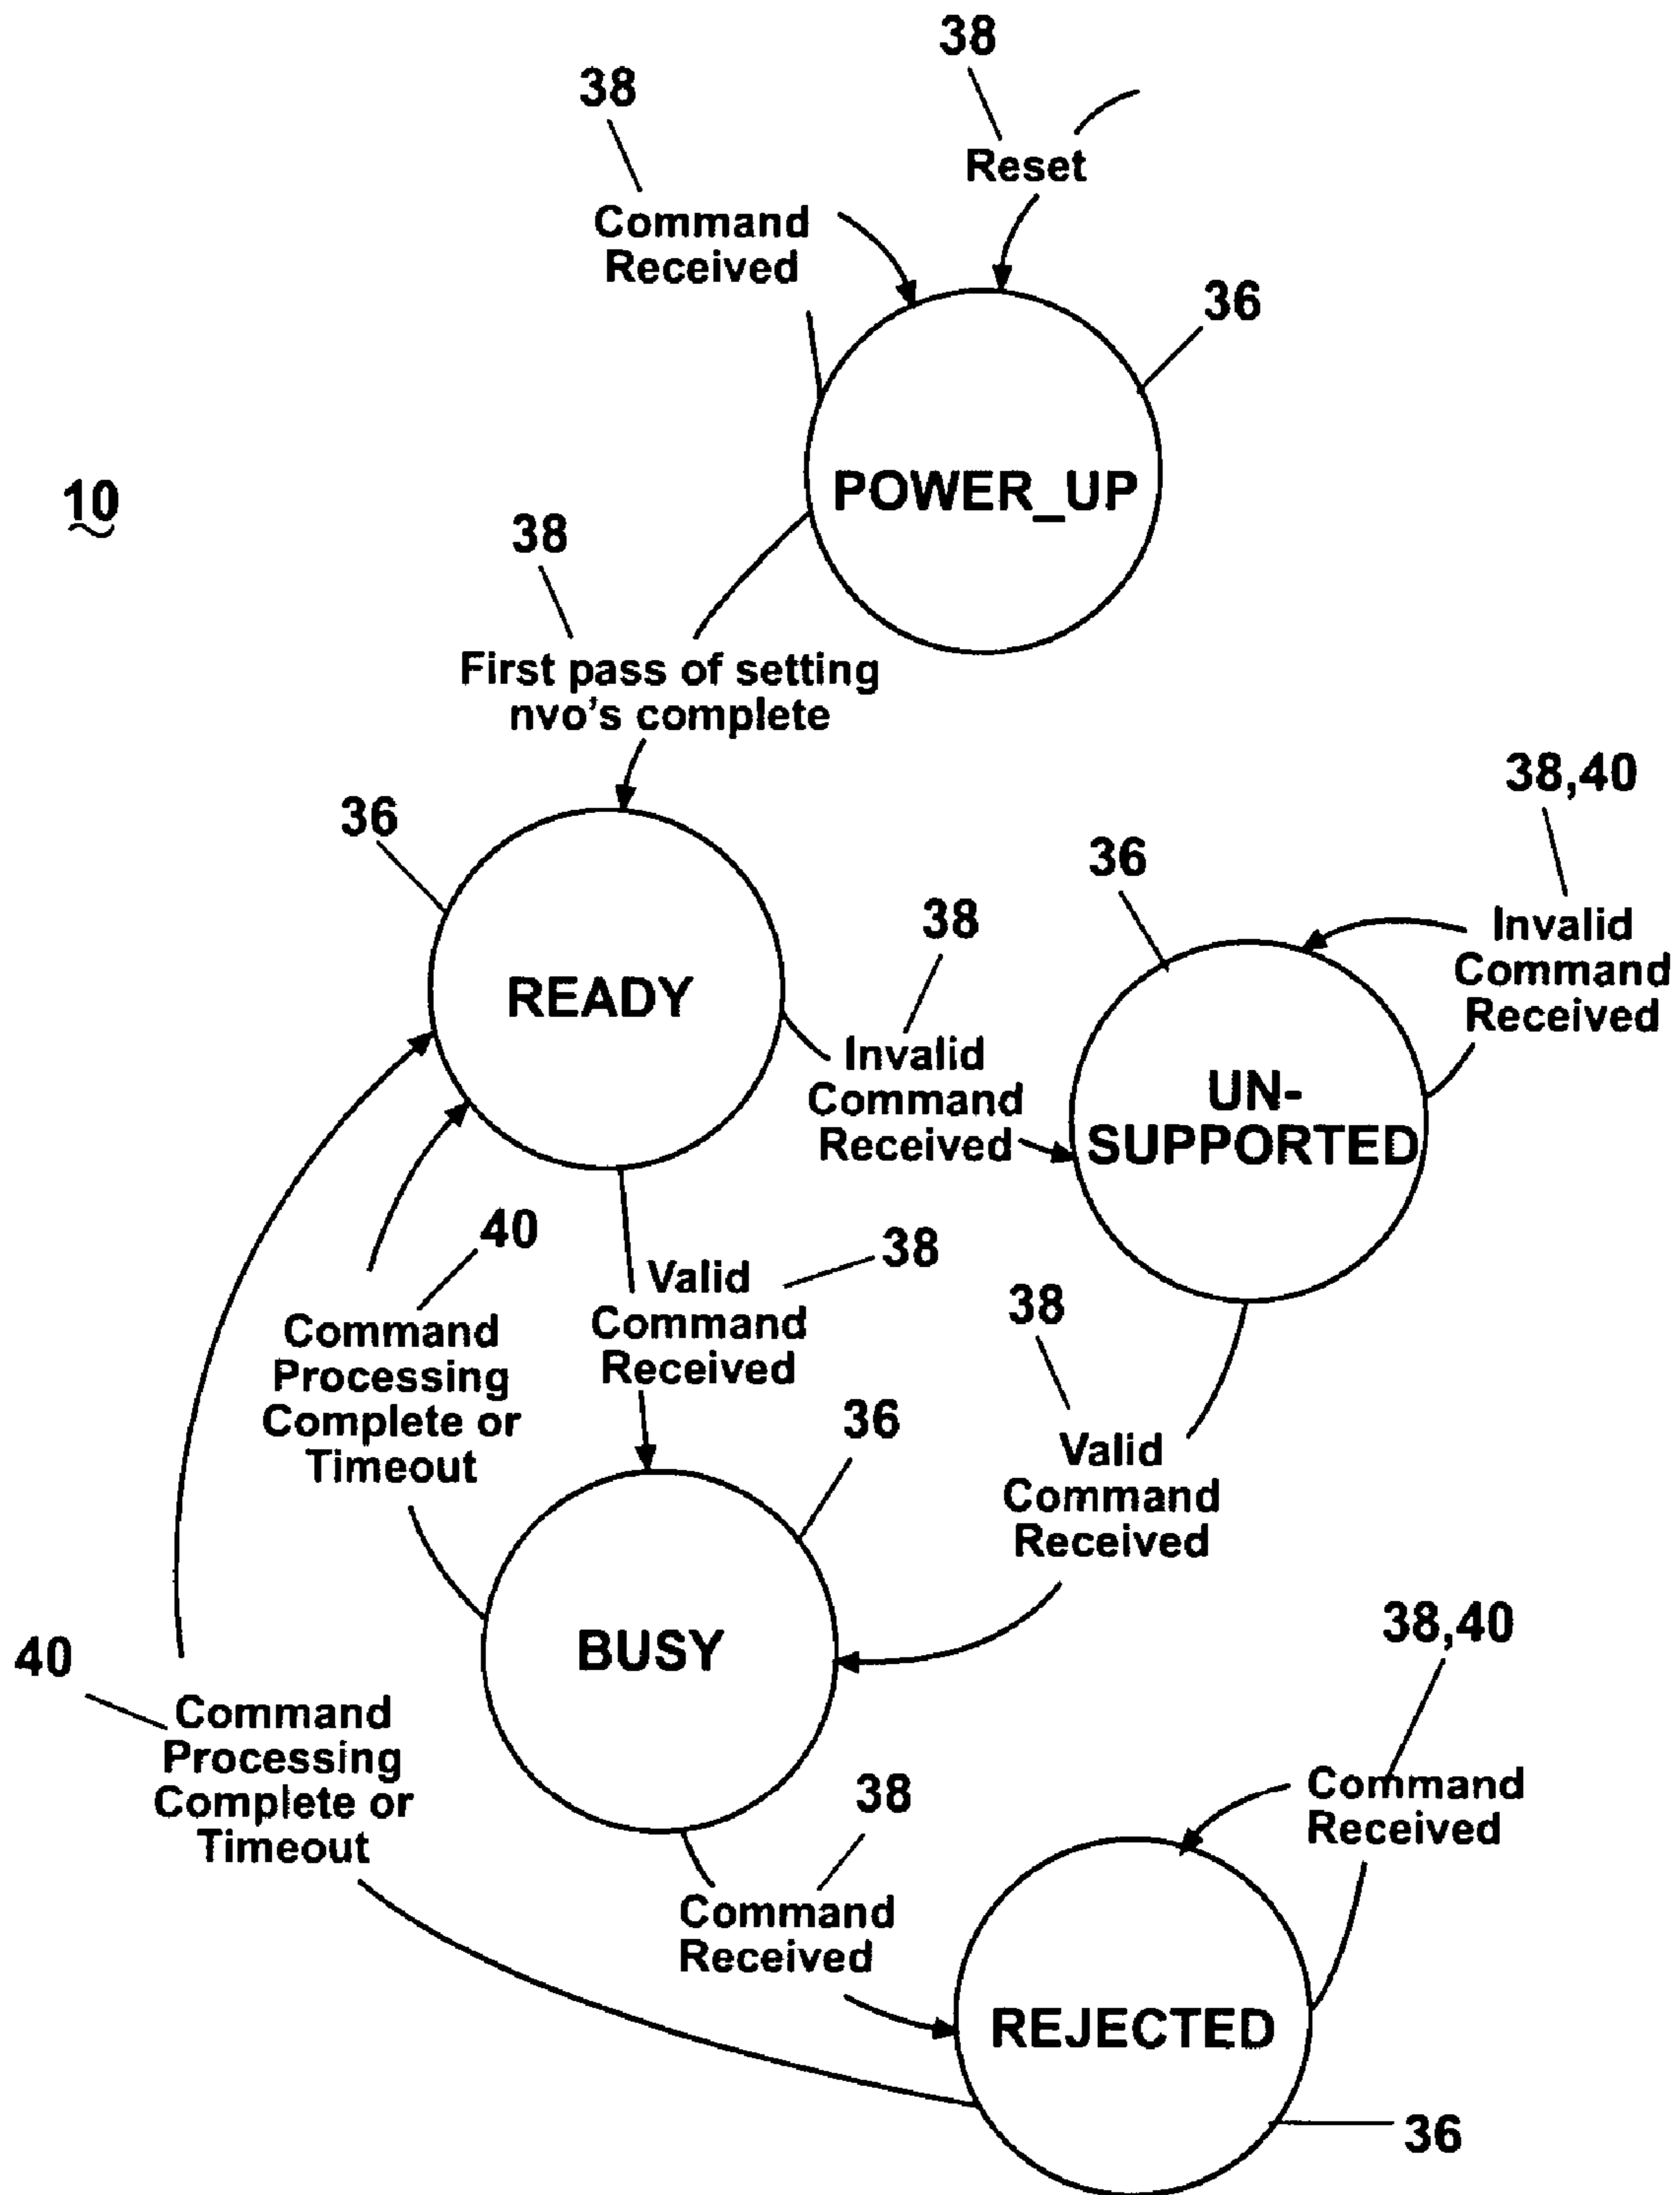 38
38
Reset
Command
Received
36
POWER_UP
10
38
First pass of setting
nvo's complete
36
READY
38
Invalid
Command
Received
36
UN-
SUPPORTED
38,40
Invalid
Command
Received
40
Command
Processing
Complete or
Timeout
38
Valid
Command
Received
38
Valid
Command
Received
36
BUSY
40
Command
Processing
Complete or
Timeout
38
Command
Received
38,40
Command
Received
REJECTED
36